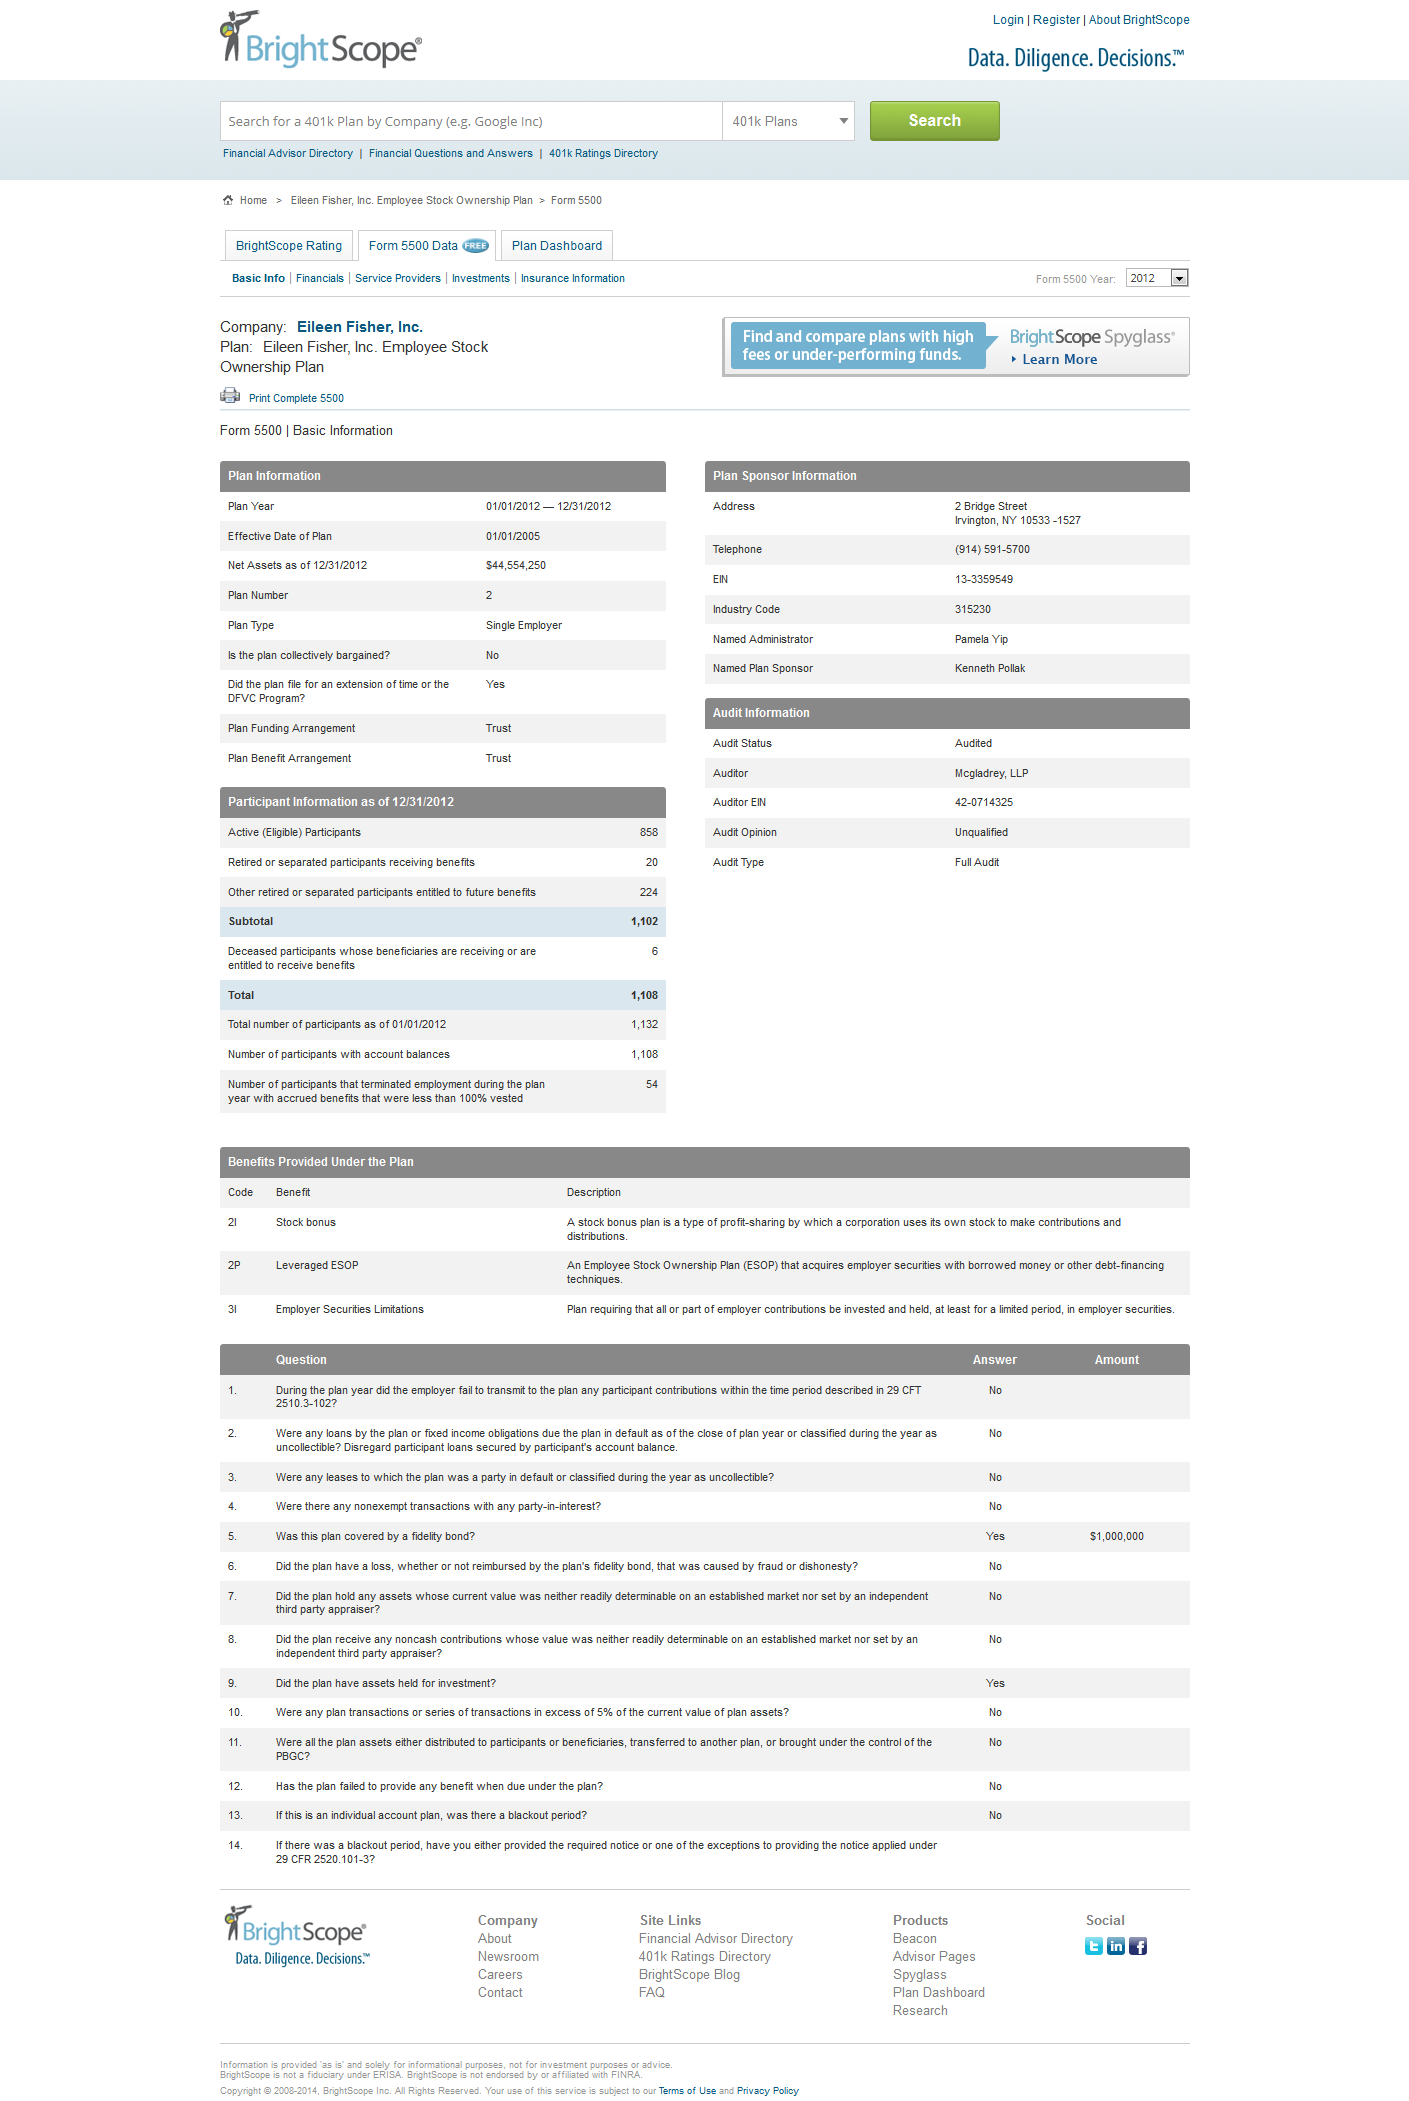 BrightScope®
Login | Register | About BrightScope
Data. Diligence. Decisions.™
Search for a 401k Plan by Company (e.g. Google Inc)
401k Plans
Search
Financial Advisor Directory | Financial Questions and Answers | 401k Ratings Directory
Home > Eileen Fisher, Inc. Employee Stock Ownership Plan > Form 5500
BrightScope Rating
Form 5500 Data FREE
Plan Dashboard
Basic Info | Financials | Service Providers | Investments | Insurance Information
Form 5500 Year: 2012
Company: Eileen Fisher, Inc.
Plan: Eileen Fisher, Inc. Employee Stock
Ownership Plan
Print Complete 5500
Find and compare plans with high
fees or under-performing funds.
BrightScope Spyglass®
Learn More
Form 5500 | Basic Information
Plan Information
Plan Year 01/01/2012 — 12/31/2012
Effective Date of Plan 01/01/2005
Net Assets as of 12/31/2012 $44,554,250
Plan Number 2
Plan Type Single Employer
Is the plan collectively bargained? No
Did the plan file for an extension of time or the Yes
DFVC Program?
Plan Funding Arrangement Trust
Plan Benefit Arrangement Trust
Participant Information as of 12/31/2012
Active (Eligible) Participants 858
Retired or separated participants receiving benefits 20
Other retired or separated participants entitled to future benefits 224
Subtotal 1,102
Deceased participants whose beneficiaries are receiving or are 6
entitled to receive benefits
Total 1,108
Total number of participants as of 01/01/2012 1,132
Number of participants with account balances 1,108
Number of participants that terminated employment during the plan 54
year with accrued benefits that were less than 100% vested
Plan Sponsor Information
Address 2 Bridge Street
Irvington, NY 10533 -1527
Telephone (914) 591-5700
EIN 13-3359549
Industry Code 315230
Named Administrator Pamela Yip
Named Plan Sponsor Kenneth Pollak
Audit Information
Audit Status Audited
Auditor Mcgladrey, LLP
Auditor EIN 42-0714325
Audit Opinion Unqualified
Audit Type Full Audit
Benefits Provided Under the Plan
Code Benefit Description
2I Stock bonus A stock bonus plan is a type of profit-sharing by which a corporation uses its own stock to make contributions and
distributions.
2P Leveraged ESOP An Employee Stock Ownership Plan (ESOP) that acquires employer securities with borrowed money or other debt-financing
techniques.
3I Employer Securities Limitations Plan requiring that all or part of employer contributions be invested and held, at least for a limited period, in employer securities.
Question Answer Amount
1. During the plan year did the employer fail to transmit to the plan any participant contributions within the time period described in 29 CFT No
2510.3-102?
2. Were any loans by the plan or fixed income obligations due the plan in default as of the close of plan year or classified during the year as No
uncollectible? Disregard participant loans secured by participant's account balance.
3. Were any leases to which the plan was a party in default or classified during the year as uncollectible? No
4. Were there any nonexempt transactions with any party-in-interest? No
5. Was this plan covered by a fidelity bond? Yes $1,000,000
6. Did the plan have a loss, whether or not reimbursed by the plan's fidelity bond, that was caused by fraud or dishonesty? No
7. Did the plan hold any assets whose current value was neither readily determinable on an established market nor set by an independent No
third party appraiser?
8. Did the plan receive any noncash contributions whose value was neither readily determinable on an established market nor set by an No
independent third party appraiser?
9. Did the plan have assets held for investment? Yes
10. Were any plan transactions or series of transactions in excess of 5% of the current value of plan assets? No
11. Were all the plan assets either distributed to participants or beneficiaries, transferred to another plan, or brought under the control of the No
PBGC?
12. Has the plan failed to provide any benefit when due under the plan? No
13. If this is an individual account plan, was there a blackout period? No
14. If there was a blackout period, have you either provided the required notice or one of the exceptions to providing the notice applied under
29 CFR 2520.101-3?
BrightScope®
Data. Diligence. Decisions.™
Company
About
Newsroom
Careers
Contact
Site Links
Financial Advisor Directory
401k Ratings Directory
BrightScope Blog
FAQ
Products
Beacon
Advisor Pages
Spyglass
Plan Dashboard
Research
Social
Information is provided 'as is' and solely for informational purposes, not for investment purposes or advice.
BrightScope is not a fiduciary under ERISA. BrightScope is not endorsed by or affiliated with FINRA.
Copyright © 2008-2014, BrightScope Inc. All Rights Reserved. Your use of this service is subject to our Terms of Use and Privacy Policy